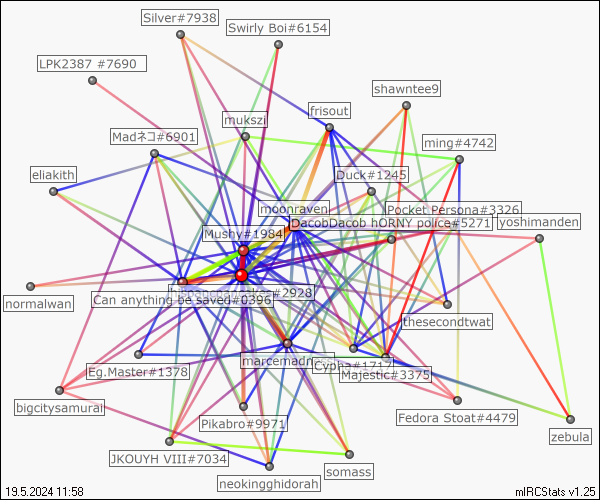 Silver#7938
Swirly Boi#6154
LPK2387 #7690
shawntee9
frisout
mukszi
Madネコ#6901
ming#4742
eliakith
Duck#1245
moonraven
Pocket Persona#3326
DacobDacob hORNY police#5271
yoshimanden
Mushy#1984
#2928
Can anything be saved#0396
normalwan
thesecondtwat
marcemad
Cypha#1717
Eg.Master#1378
Majestic#3375
bigcitysamurai
Fedora Stoat#4479
Pikabro#9971
zebula
JKOUYH VIII#7034
somass
neokingghidorah
19.5.2024 11:58
mIRCStats v1.25